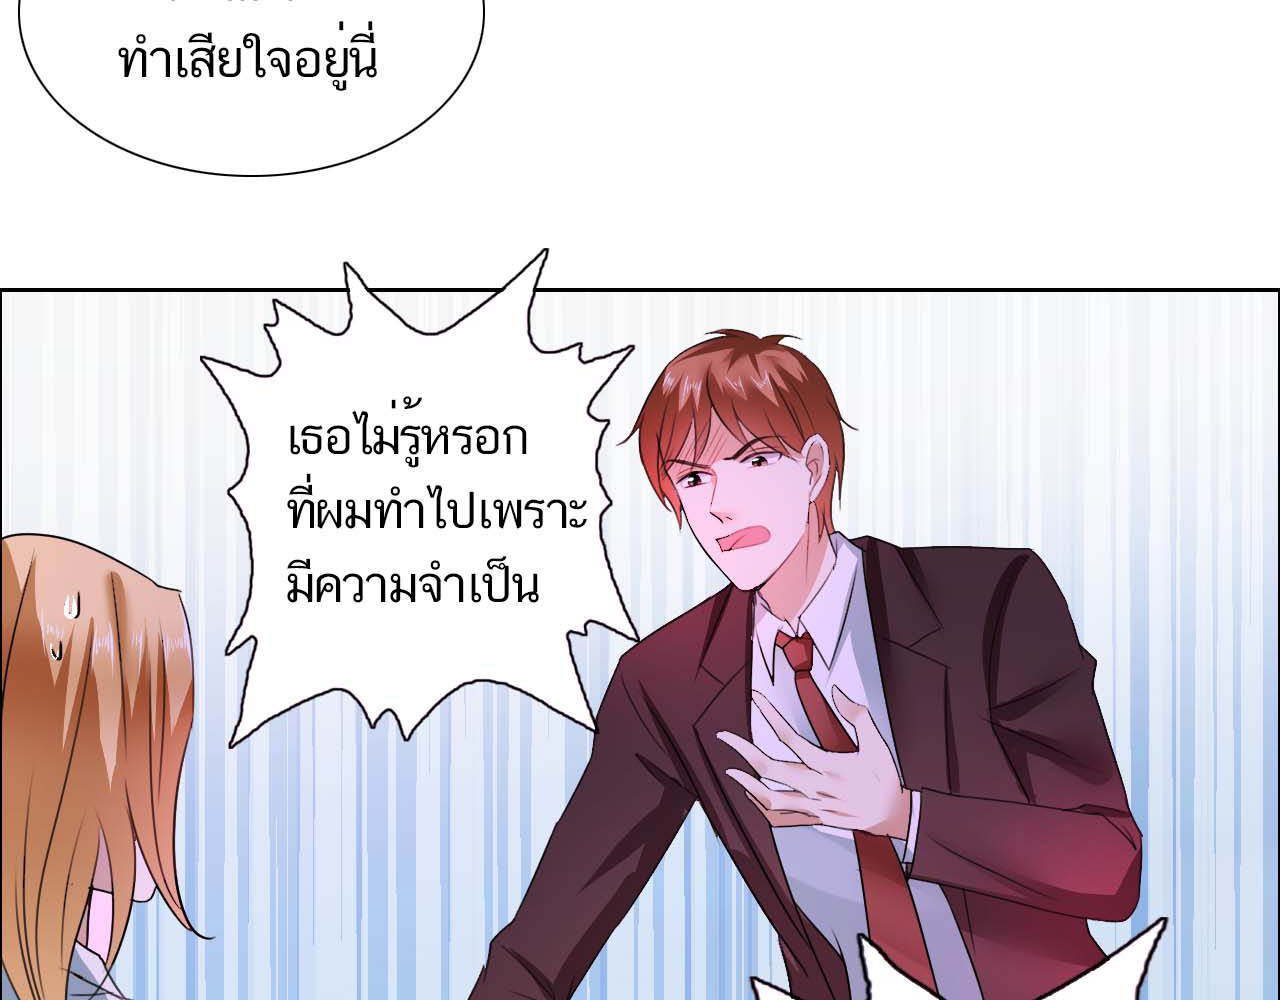 ทำเสียใจอยู่นี่
เธอไม่รู้หรอก
ที่ผมทำไปเพราะ
มีความจำเป็น